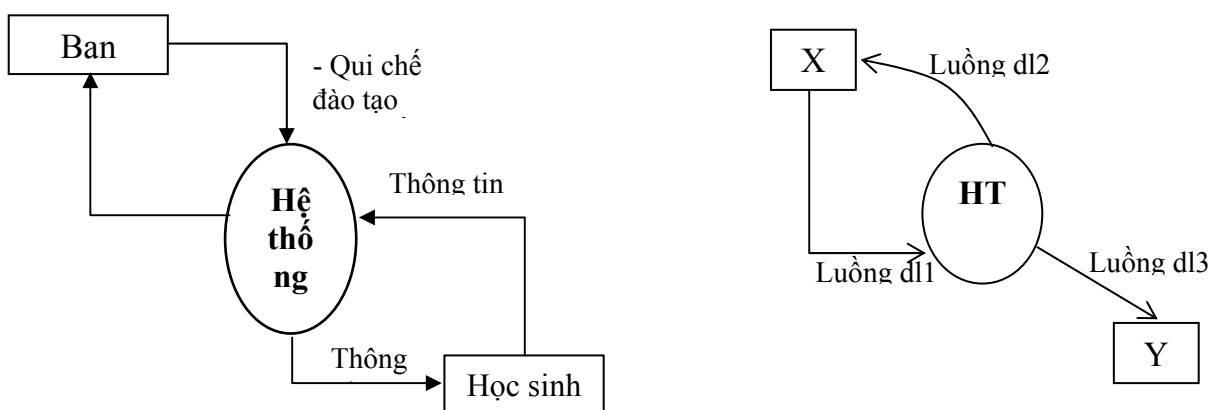 Ban
- Qui chế
đào tạo
Hệ
thố
ng
Thông tin
Thông
Học sinh
X
Luồng dl2
HT
Luồng dl1
Luồng dl3
Y